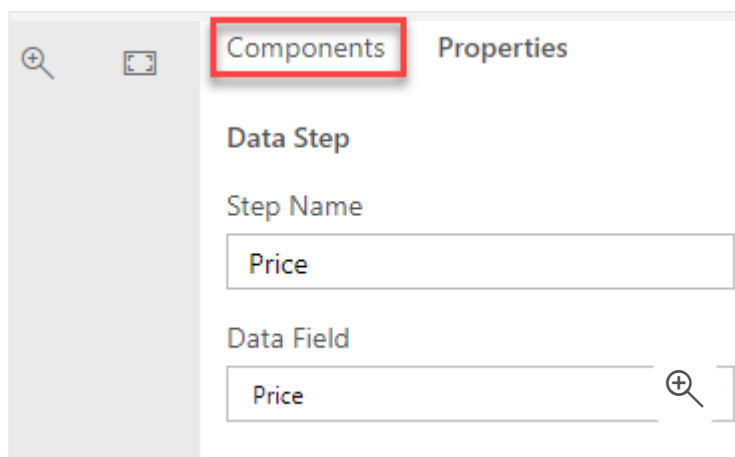 Components Properties
Data Step
Step Name
Price
Data Field
Price